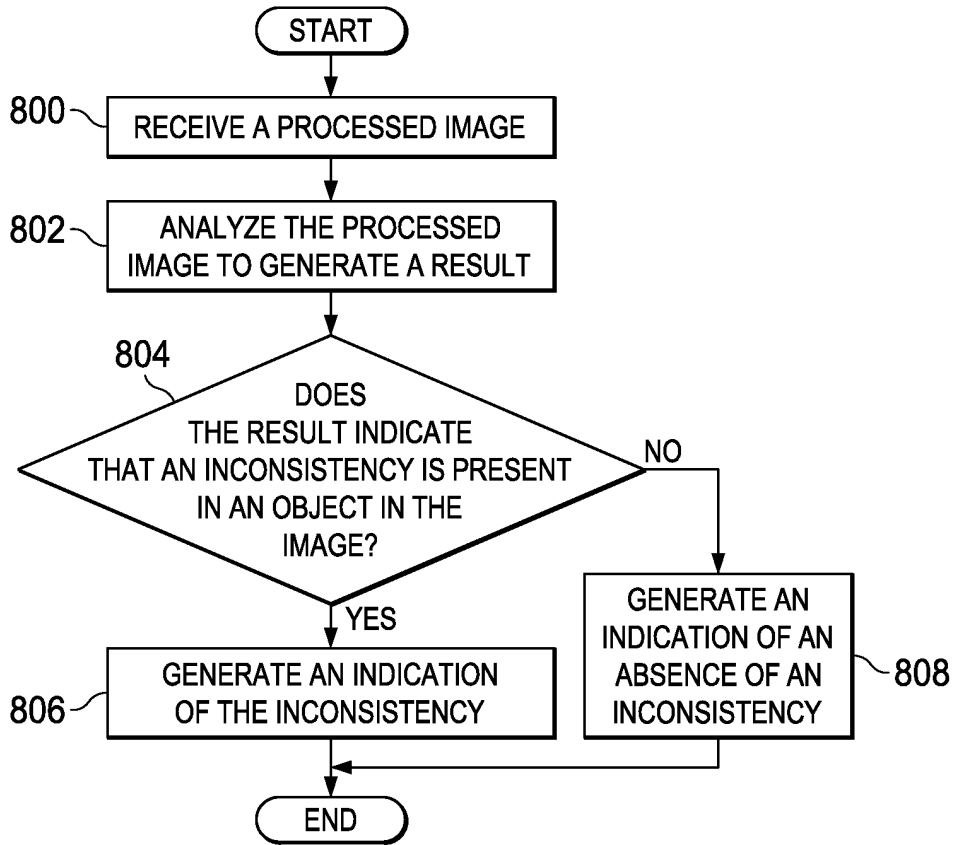 START
800
RECEIVE A PROCESSED IMAGE
802
ANALYZE THE PROCESSED
IMAGE TO GENERATE A RESULT
804
DOES
THE RESULT INDICATE
THAT AN INCONSISTENCY IS PRESENT
IN AN OBJECT IN THE
IMAGE?
NO
YES
806
GENERATE AN INDICATION
OF THE INCONSISTENCY
GENERATE AN
INDICATION OF AN
ABSENCE OF AN
INCONSISTENCY
808
END